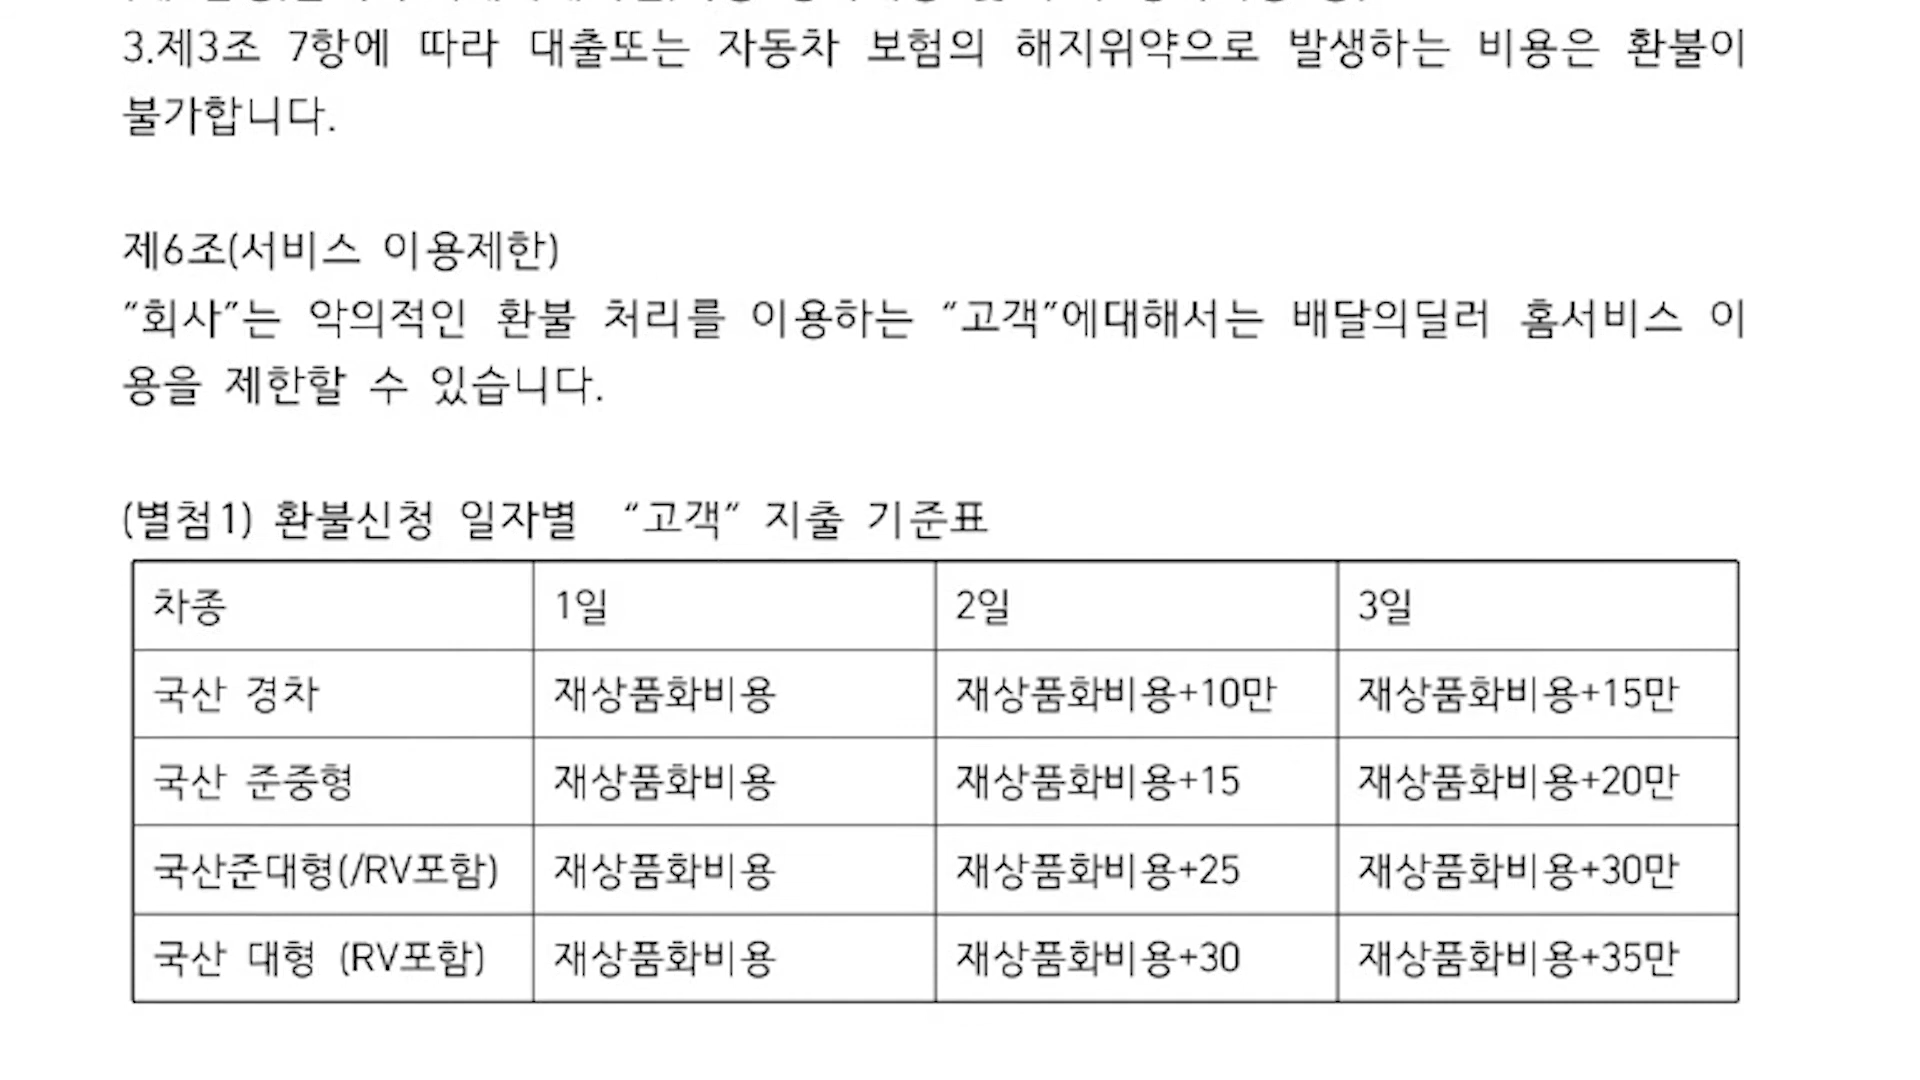 3.제3조 7항에 따라 대출또는 자동차 보험의 해지위약으로 발생하는 비용은 환불이
불가합니다.
제6조(서비스 이용제한)
“회사”는 악의적인 환불 처리를 이용하는 “고객”에대해서는 배달의딜러 홈서비스 이
용을 제한할 수 있습니다.
(별첨1) 환불신청 일자별 “고객” 지출 기준표
차종 1일 2일 3일
국산 경차 재상품화비용 재상품화비용+10만 재상품화비용+15만
국산 준중형 재상품화비용 재상품화비용+15 재상품화비용+20만
국산준대형(/RV포함) 재상품화비용 재상품화비용+25 재상품화비용+30만
국산 대형 (RV포함) 재상품화비용 재상품화비용+30 재상품화비용+35만